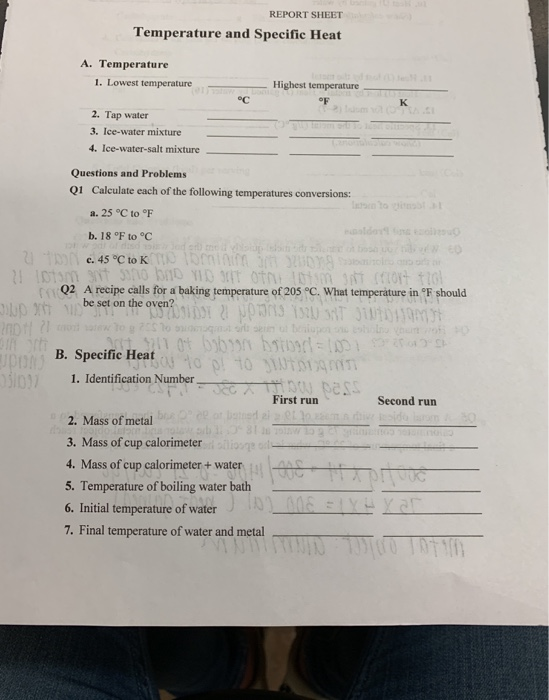 REPORT SHEET
Temperature and Specific Heat
A. Temperature
1. Lowest temperature Highest temperature
°C °F K
2. Tap water
3. Ice-water mixture
4. Ice-water-salt mixture
Questions and Problems
Q1 Calculate each of the following temperatures conversions:
a. 25 °C to °F
b. 18 °F to °C
c. 45 °C to K
Q2 A recipe calls for a baking temperature of 205 °C. What temperature in °F should
be set on the oven?
B. Specific Heat
1. Identification Number
First run Second run
2. Mass of metal
3. Mass of cup calorimeter
4. Mass of cup calorimeter + water
5. Temperature of boiling water bath
6. Initial temperature of water
7. Final temperature of water and metal